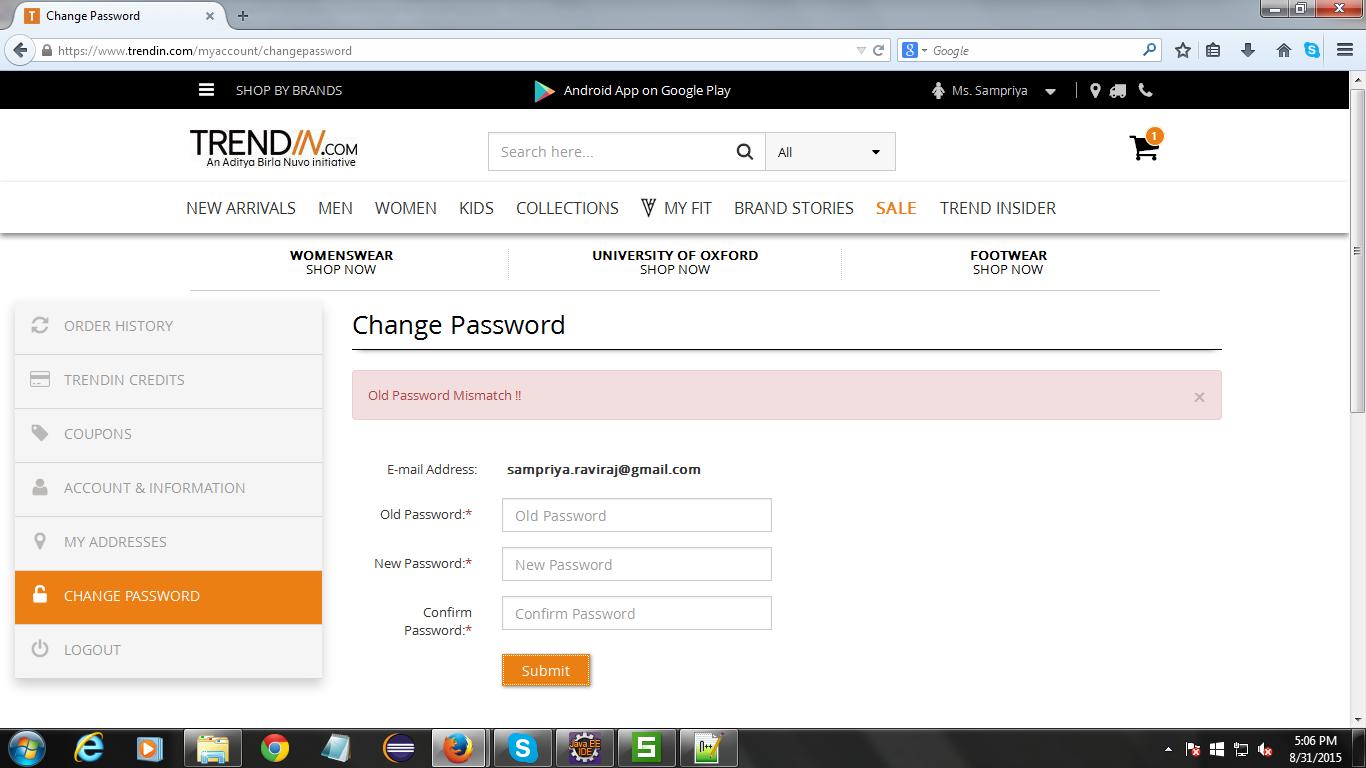 Change Password
https://www.trendin.com/myaccount/changepassword
Google
SHOP BY BRANDS
Android App on Google Play
Ms. Sampriya
TRENDIN.COM
An Aditya Birla Nuvo initiative
Search here...
All
1
NEW ARRIVALS MEN WOMEN KIDS COLLECTIONS MY FIT BRAND STORIES SALE TREND INSIDER
WOMENSWEAR
SHOP NOW
UNIVERSITY OF OXFORD
SHOP NOW
FOOTWEAR
SHOP NOW
ORDER HISTORY
TRENDIN CREDITS
COUPONS
ACCOUNT & INFORMATION
MY ADDRESSES
CHANGE PASSWORD
LOGOUT
Change Password
Old Password Mismatch !!
E-mail Address: sampriya.raviraj@gmail.com
Old Password:* Old Password
New Password:* New Password
Confirm
Password:* Confirm Password
Submit
Java EE
IDE
S
5:06 PM
8/31/2015